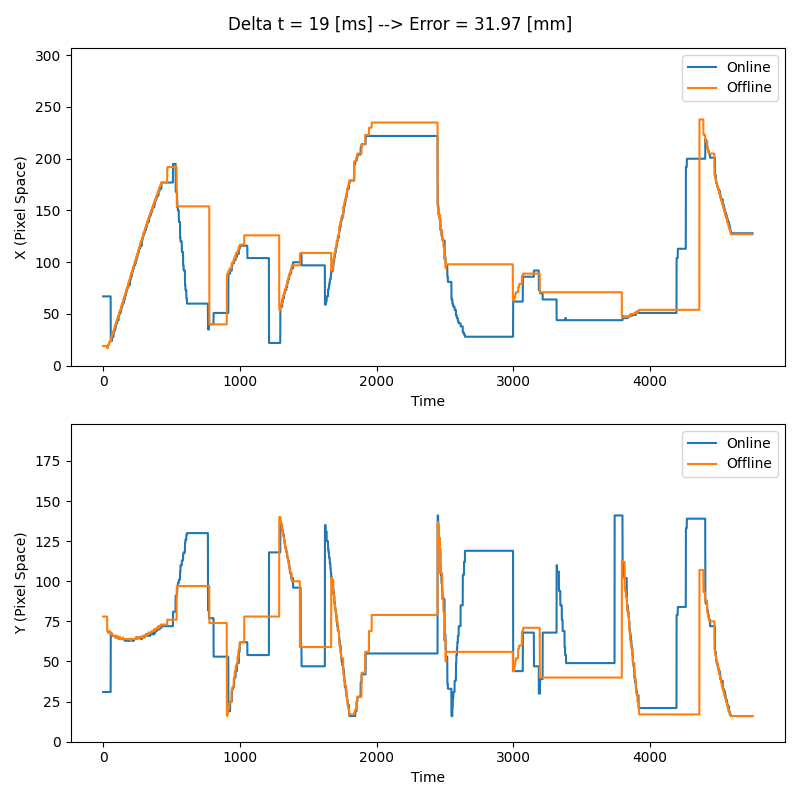 Delta t = 19 [ms] --> Error = 31.97 [mm]
300
250
200
150
100
50
0
X (Pixel Space)
Online
Offline
0 1000 2000 3000 4000
Time
175
150
125
100
75
50
25
0
Y (Pixel Space)
Online
Offline
0 1000 2000 3000 4000
Time